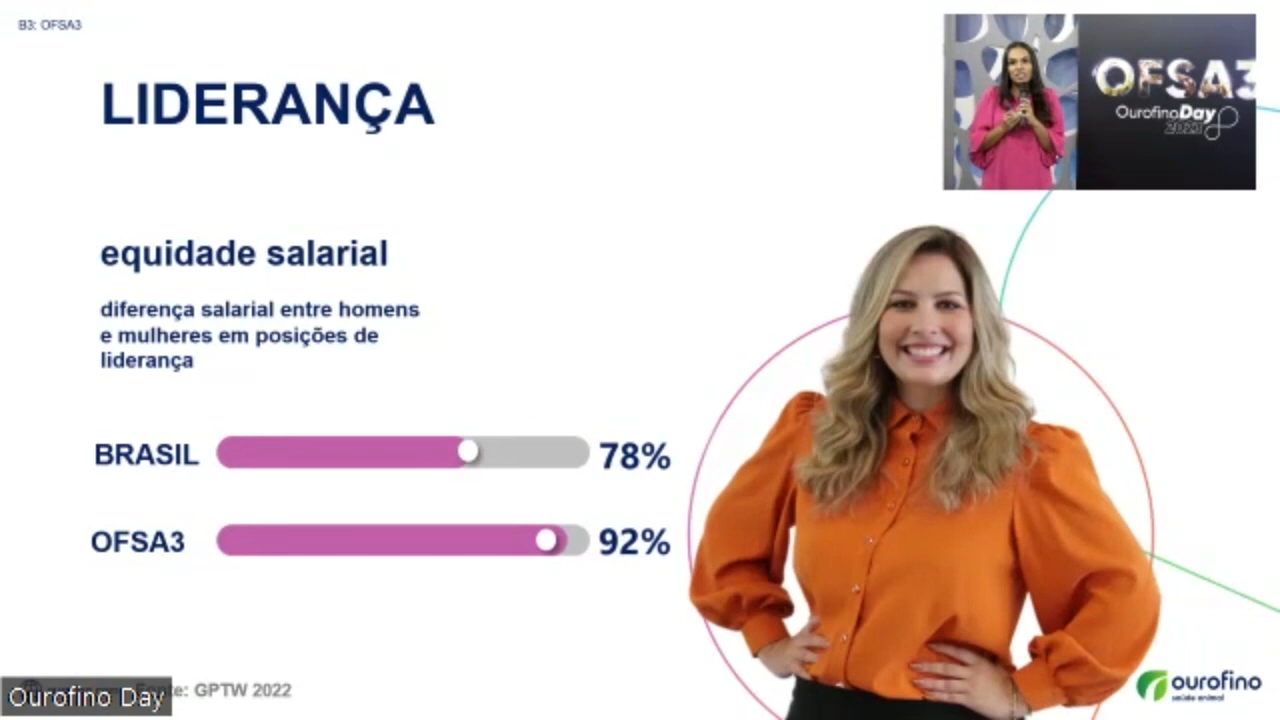 B3: OFSA3
LIDERANÇA
OFSA3
OurofinoDay
equidade salarial
diferença salarial entre homens
e mulheres em posições de
liderança
BRASIL 78%
OFSA3 92%
GPTW 2022
Ourofino Day
ourofino
saúde animal